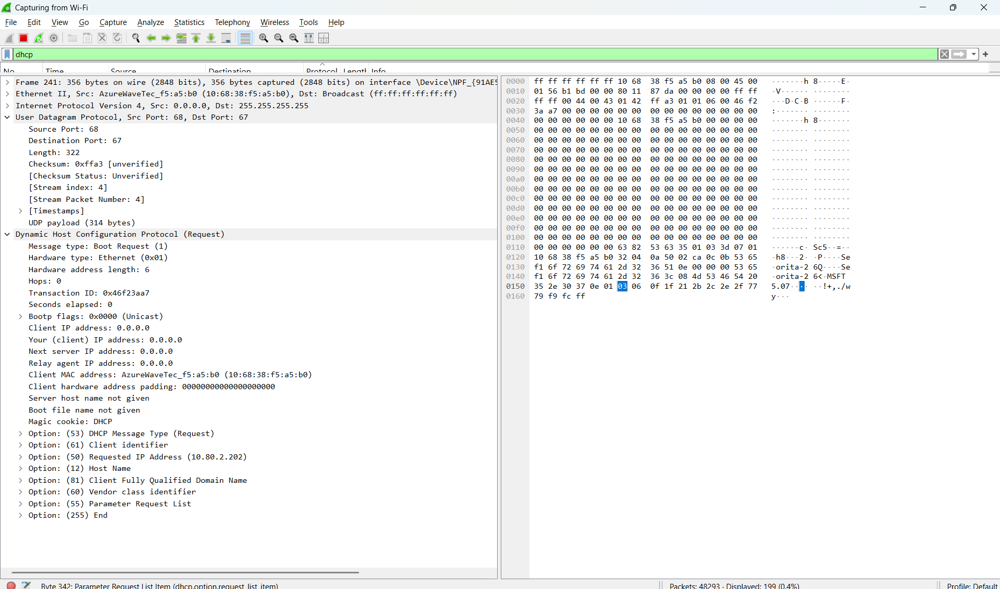 Capturing from Wi-Fi
File Edit View Go Capture Analyze Statistics Telephony Wireless Tools Help
dhcp
No. Time Source Destination Protocol Length Info
Frame 241: 356 bytes on wire (2848 bits), 356 bytes captured (2848 bits) on interface \Device\NPF_{91AE5
Ethernet II, Src: AzureWaveTec_f5:a5:b0 (10:68:38:f5:a5:b0), Dst: Broadcast (ff:ff:ff:ff:ff:ff)
Internet Protocol Version 4, Src: 0.0.0.0, Dst: 255.255.255.255
User Datagram Protocol, Src Port: 68, Dst Port: 67
Source Port: 68
Destination Port: 67
Length: 322
Checksum: 0xffa3 [unverified]
[Checksum Status: Unverified]
[Stream index: 4]
[Stream Packet Number: 4]
[Timestamps]
UDP payload (314 bytes)
Dynamic Host Configuration Protocol (Request)
Message type: Boot Request (1)
Hardware type: Ethernet (0x01)
Hardware address length: 6
Hops: 0
Transaction ID: 0x46f23aa7
Seconds elapsed: 0
Bootp flags: 0x0000 (Unicast)
Client IP address: 0.0.0.0
Your (client) IP address: 0.0.0.0
Next server IP address: 0.0.0.0
Relay agent IP address: 0.0.0.0
Client MAC address: AzureWaveTec_f5:a5:b0 (10:68:38:f5:a5:b0)
Client hardware address padding: 00000000000000000000
Server host name not given
Boot file name not given
Magic cookie: DHCP
Option: (53) DHCP Message Type (Request)
Option: (61) Client identifier
Option: (50) Requested IP Address (10.80.2.202)
Option: (12) Host Name
Option: (81) Client Fully Qualified Domain Name
Option: (60) Vendor class identifier
Option: (55) Parameter Request List
Option: (255) End
0000 ff ff ff ff ff ff 10 68 38 f5 a5 b0 08 00 45 00 ·······h 8·····E·
0010 01 56 b1 bd 00 00 80 11 87 da 00 00 00 00 ff ff ·V······ ········
0020 ff ff 00 44 00 43 01 42 ff a3 01 01 06 00 46 f2 ···D·C·B ······F·
0030 3a a7 00 00 00 00 00 00 00 00 00 00 00 00 00 00 :······· ········
0040 00 00 00 00 00 00 10 68 38 f5 a5 b0 00 00 00 00 ·······h 8·······
0050 00 00 00 00 00 00 00 00 00 00 00 00 00 00 00 00 ········ ········
0060 00 00 00 00 00 00 00 00 00 00 00 00 00 00 00 00 ········ ········
0070 00 00 00 00 00 00 00 00 00 00 00 00 00 00 00 00 ········ ········
0080 00 00 00 00 00 00 00 00 00 00 00 00 00 00 00 00 ········ ········
0090 00 00 00 00 00 00 00 00 00 00 00 00 00 00 00 00 ········ ········
00a0 00 00 00 00 00 00 00 00 00 00 00 00 00 00 00 00 ········ ········
00b0 00 00 00 00 00 00 00 00 00 00 00 00 00 00 00 00 ········ ········
00c0 00 00 00 00 00 00 00 00 00 00 00 00 00 00 00 00 ········ ········
00d0 00 00 00 00 00 00 00 00 00 00 00 00 00 00 00 00 ········ ········
00e0 00 00 00 00 00 00 00 00 00 00 00 00 00 00 00 00 ········ ········
00f0 00 00 00 00 00 00 00 00 00 00 00 00 00 00 00 00 ········ ········
0100 00 00 00 00 00 00 00 00 00 00 00 00 00 00 00 00 ········ ········
0110 00 00 00 00 00 00 63 82 53 63 35 01 03 3d 07 01 ······c· Sc5··=··
0120 10 68 38 f5 a5 b0 32 04 0a 50 02 ca 0c 0b 53 65 ·h8···2· ·P····Se
0130 f1 6f 72 69 74 61 2d 32 36 51 0e 00 00 00 53 65 ·orita-2 6Q····Se
0140 f1 6f 72 69 74 61 2d 32 36 3c 08 4d 53 46 54 20 ·orita-2 6<·MSFT
0150 35 2e 30 37 0e 01 03 06 0f 1f 21 2b 2c 2e 2f 77 5.07···· ··!+,./w
0160 79 f9 fc ff y···
Byte 342: Parameter Request List Item (dhcp.option.request_list_item)
Packets: 48293 · Displayed: 199 (0.4%)
Profile: Default